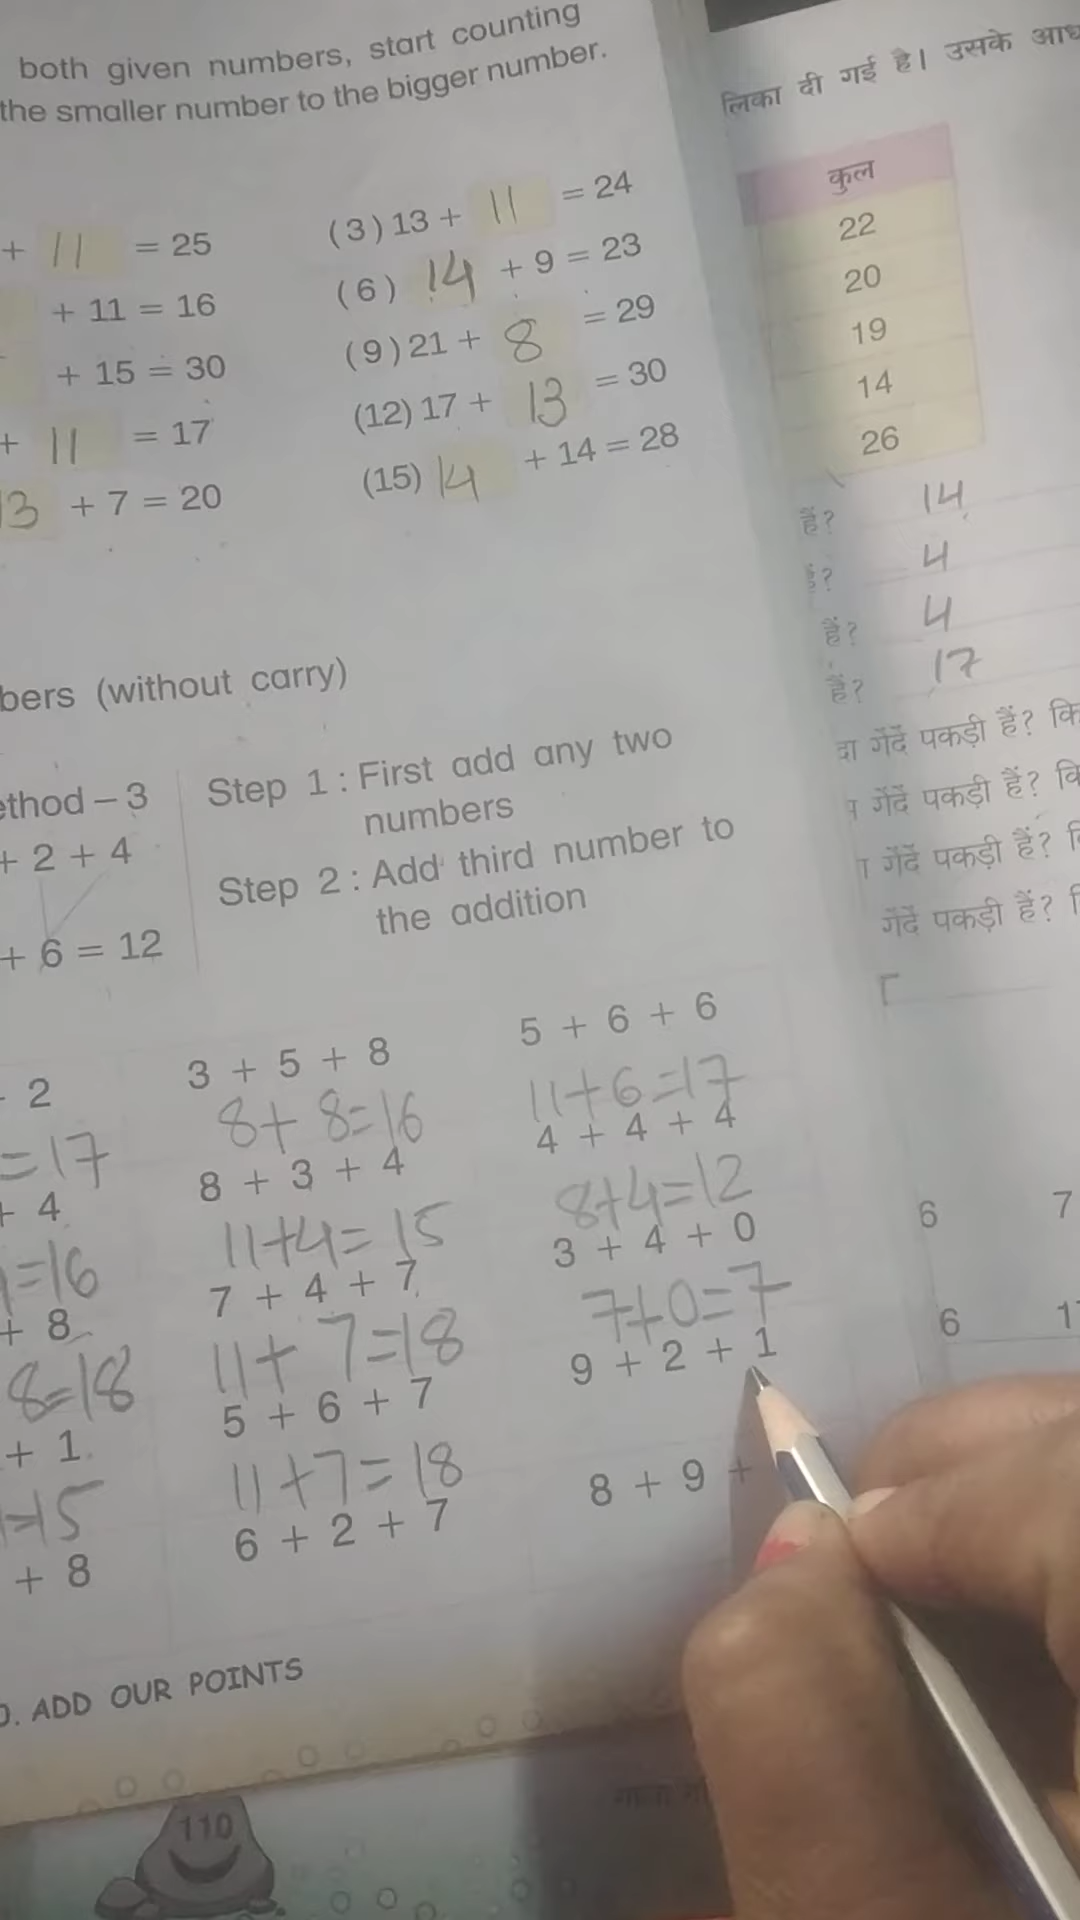 both given numbers, start counting
the smaller number to the bigger number.
+ 11 = 25
(3) 13 + 11 = 24
+ 11 = 16
(6) 14 + 9 = 23
+ 15 = 30
(9) 21 + 8 = 29
+ 11 = 17
(12) 17 + 13 = 30
13 + 7 = 20
(15) 14 + 14 = 28
(without carry)
– 3
+ 2 + 4
+ 6 = 12
Step 1 : First add any two
numbers
Step 2 : Add third number to
the addition
2
3 + 5 + 8
5 + 6 + 6
= 17
8 + 8 = 16
11 + 6 = 17
+ 4
8 + 3 + 4
4 + 4 + 4
= 16
11 + 4 = 15
8 + 4 = 12
+ 8
7 + 4 + 7
3 + 4 + 0
8 = 18
11 + 7 = 18
7 + 0 = 7
+ 1
5 + 6 + 7
9 + 2 + 1
= 15
11 + 7 = 18
+ 8
6 + 2 + 7
8 + 9 +
ADD OUR POINTS
110
दी गई है। उसके
कुल
22
20
19
14
26
हैं? 14
4
हैं? 4
हैं? 17
गेंदें पकड़ी हैं?
गेंदें पकड़ी हैं?
गेंदें पकड़ी हैं?
गेंदें पकड़ी हैं?
6 7
6